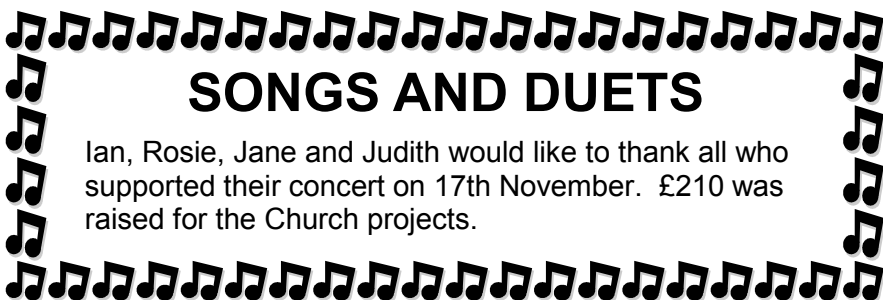 SONGS AND DUETS
Ian, Rosie, Jane and Judith would like to thank all who
supported their concert on 17th November.  £210 was
raised for the Church projects.